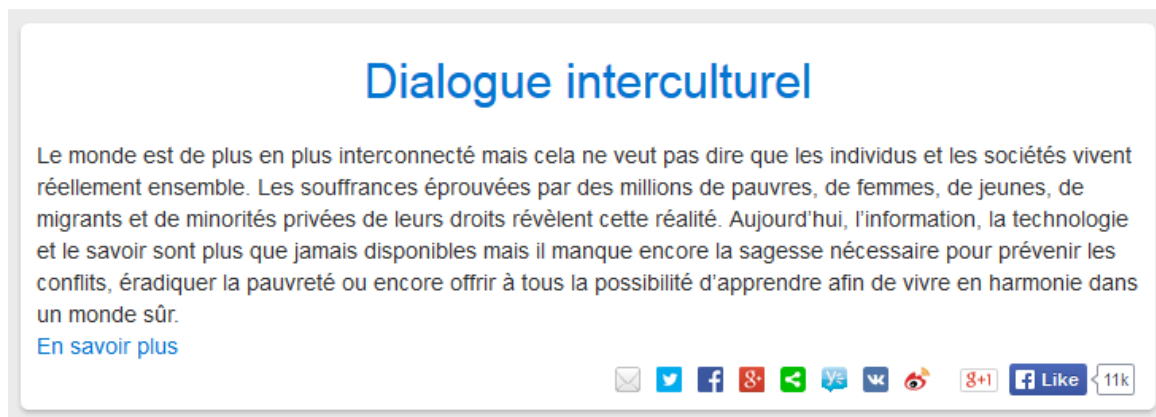 Dialogue interculturel
Le monde est de plus en plus interconnecté mais cela ne veut pas dire que les individus et les sociétés vivent
réellement ensemble. Les souffrances éprouvées par des millions de pauvres, de femmes, de jeunes, de
migrants et de minorités privées de leurs droits révèlent cette réalité. Aujourd’hui, l’information, la technologie
et le savoir sont plus que jamais disponibles mais il manque encore la sagesse nécessaire pour prévenir les
conflits, éradiquer la pauvreté ou encore offrir à tous la possibilité d’apprendre afin de vivre en harmonie dans
un monde sûr.
En savoir plus
g+1 Like 11k